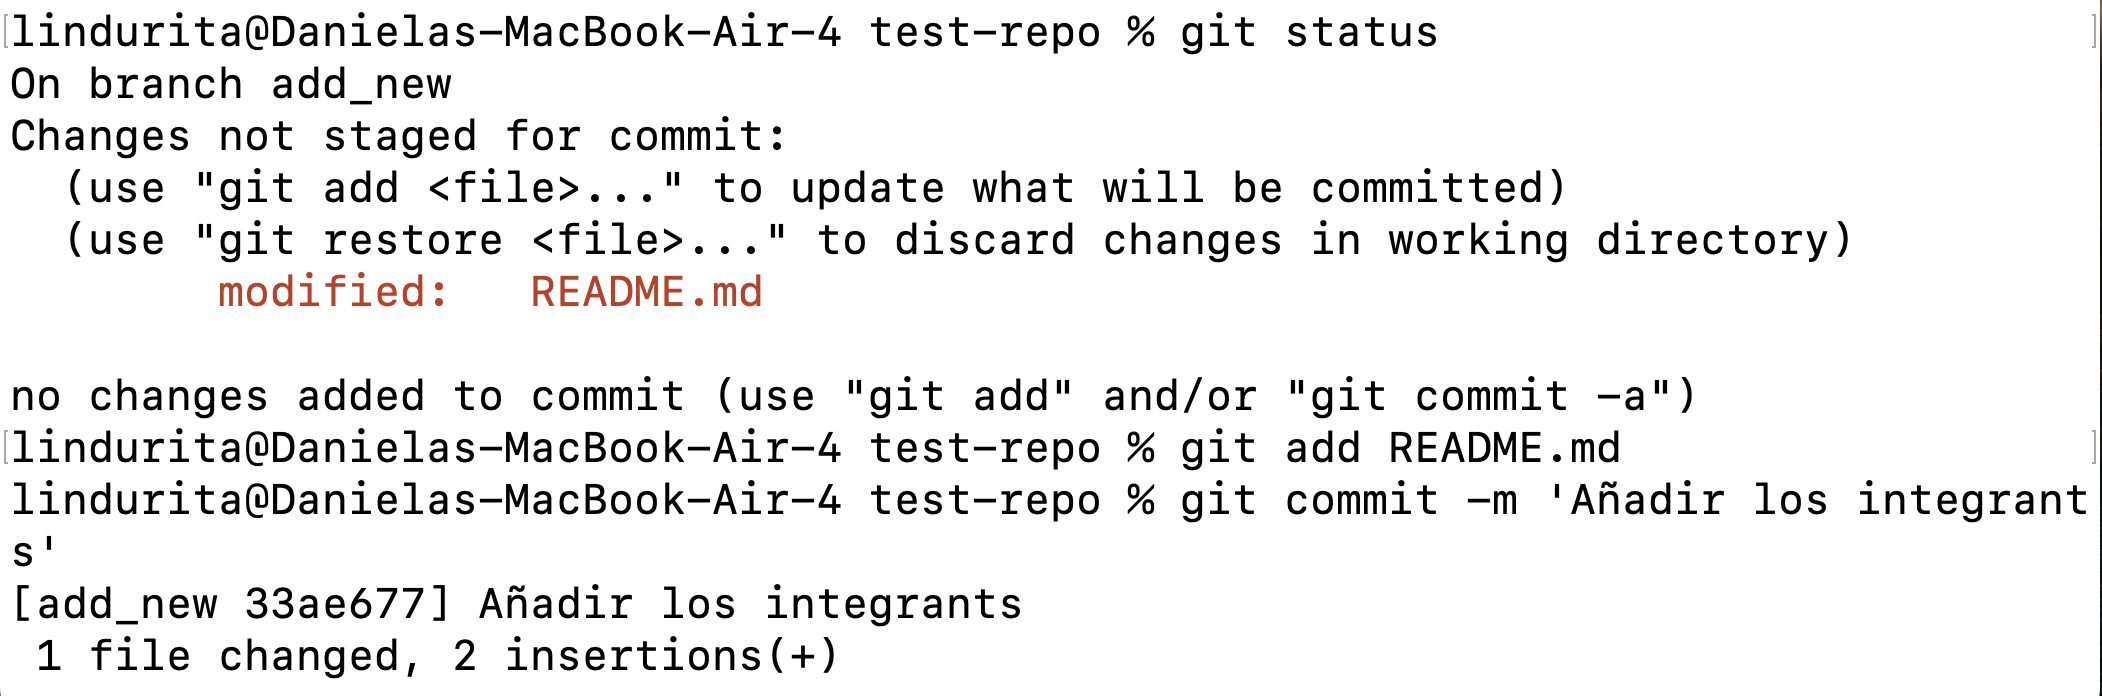 lindurita@Danielas-MacBook-Air-4 test-repo % git status
On branch add_new
Changes not staged for commit:
  (use "git add <file>..." to update what will be committed)
  (use "git restore <file>..." to discard changes in working directory)
        modified:   README.md

no changes added to commit (use "git add" and/or "git commit -a")
lindurita@Danielas-MacBook-Air-4 test-repo % git add README.md
lindurita@Danielas-MacBook-Air-4 test-repo % git commit -m 'Añadir los integrant
s'
[add_new 33ae677] Añadir los integrants
 1 file changed, 2 insertions(+)